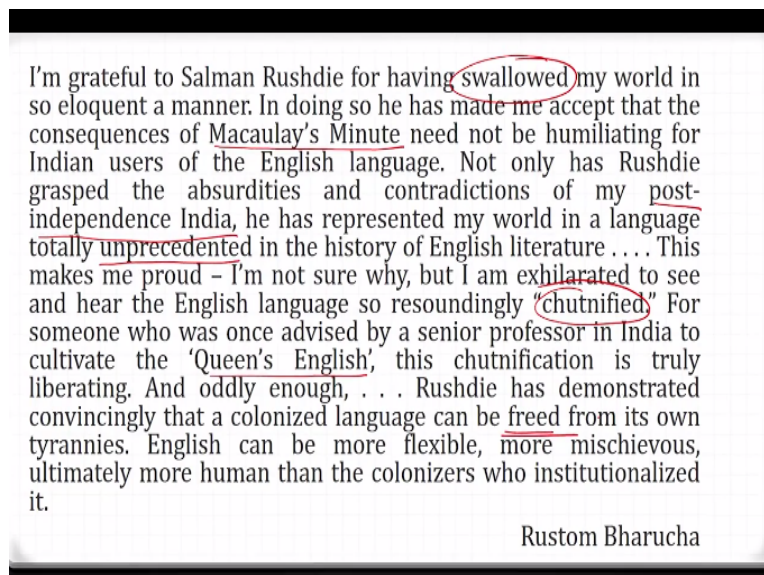 I'm grateful to Salman Rushdie for having swallowed my world in
so eloquent a manner. In doing so he has made me accept that the
consequences of Macaulay's Minute need not be humiliating for
Indian users of the English language. Not only has Rushdie
grasped the absurdities and contradictions of my post-
independence India, he has represented my world in a language
totally unprecedented in the history of English literature . . . . This
makes me proud – I'm not sure why, but I am exhilarated to see
and hear the English language so resoundingly "chutnified." For
someone who was once advised by a senior professor in India to
cultivate the 'Queen's English', this chutnification is truly
liberating. And oddly enough, . . . Rushdie has demonstrated
convincingly that a colonized language can be freed from its own
tyrannies. English can be more flexible, more mischievous,
ultimately more human than the colonizers who institutionalized
it.
Rustom Bharucha